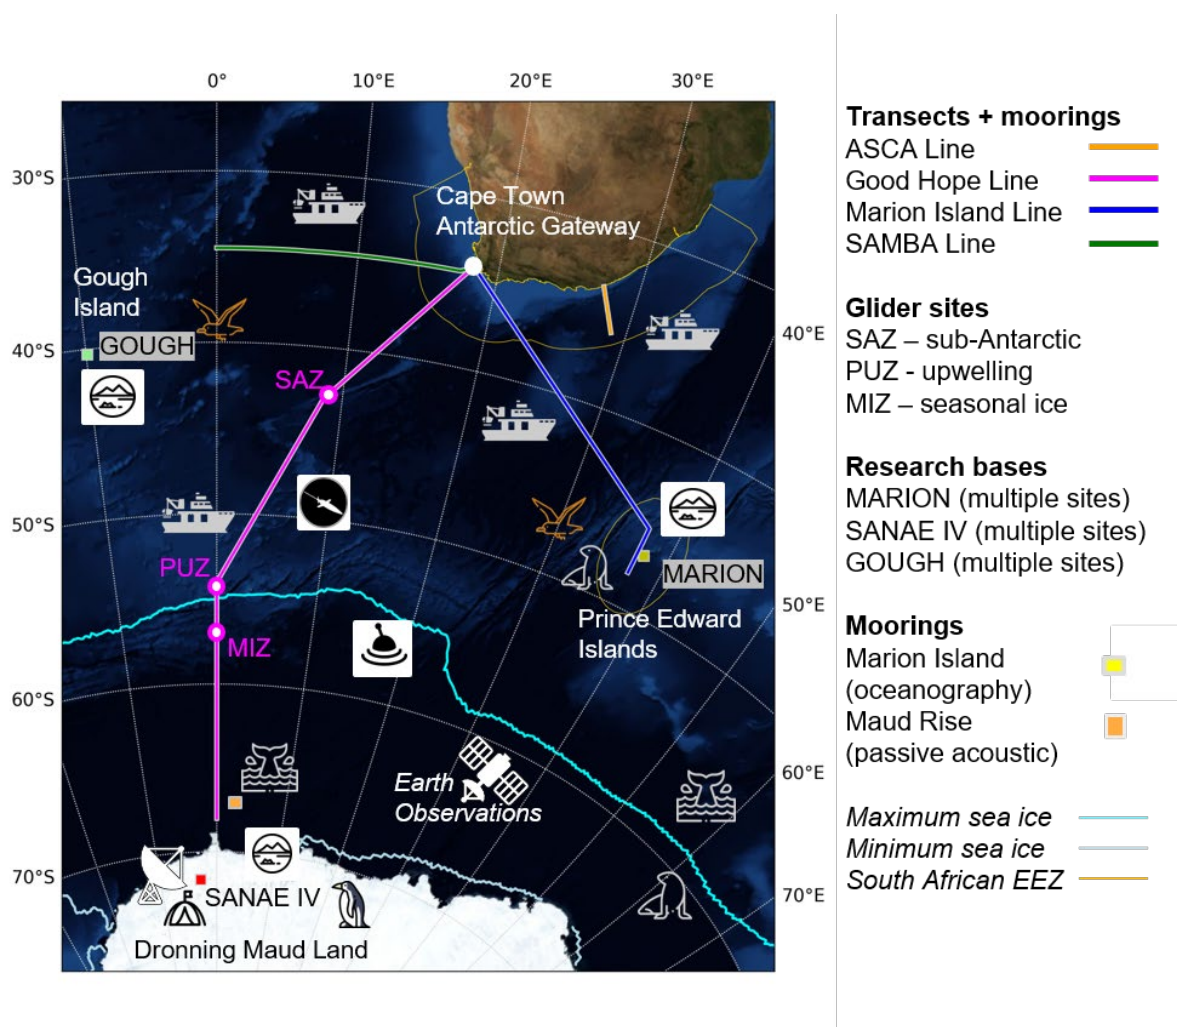 0°
10°E
20°E
30°E
30°S
40°S
50°S
60°S
70°S
40°E
50°E
60°E
70°E
Cape Town
Antarctic Gateway
Gough
Island
GOUGH
SAZ
PUZ
MIZ
MARION
Prince Edward
Islands
Earth
Observations
SANAE IV
Dronning Maud Land
Transects + moorings
ASCA Line
Good Hope Line
Marion Island Line
SAMBA Line
Glider sites
SAZ – sub-Antarctic
PUZ - upwelling
MIZ – seasonal ice
Research bases
MARION (multiple sites)
SANAE IV (multiple sites)
GOUGH (multiple sites)
Moorings
Marion Island
(oceanography)
Maud Rise
(passive acoustic)
Maximum sea ice
Minimum sea ice
South African EEZ